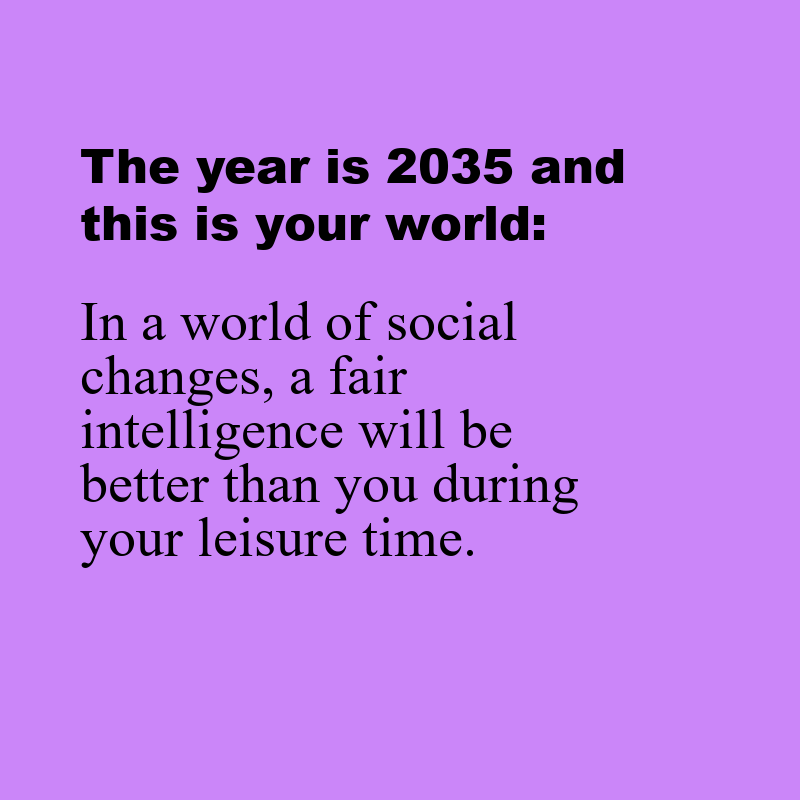 The year is 2035 and
this is your world:
In a world of social
changes, a fair
intelligence will be
better than you during
your leisure time.